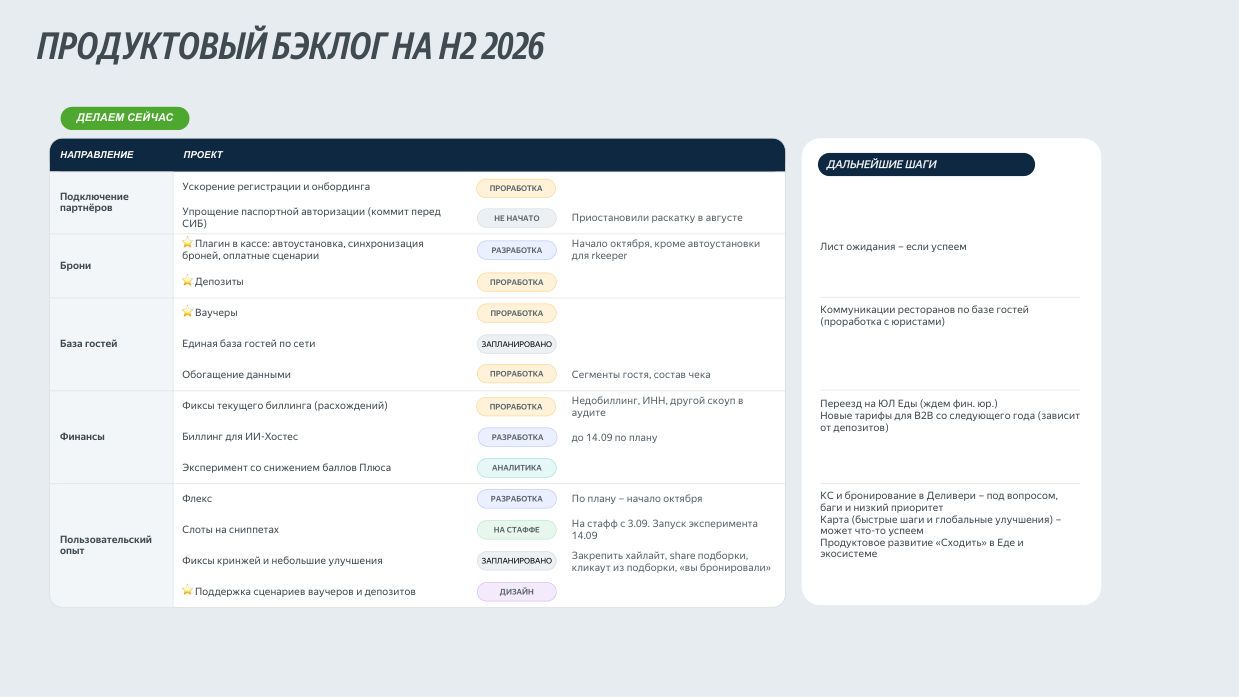 ПРОДУКТОВЫЙ БЭКЛОГ НА H2 2026
ДЕЛАЕМ СЕЙЧАС
НАПРАВЛЕНИЕ
ПРОЕКТ
Подключение
партнёров
Ускорение регистрации и онбординга
ПРОРАБОТКА
Упрощение паспортной авторизации (коммит перед
СИБ)
НЕ НАЧАТО
Приостановили раскатку в августе
Брони
Плагин в кассе: автоустановка, синхронизация
броней, оплатные сценарии
РАЗРАБОТКА
Начало октября, кроме автоустановки
для rkeeper
Депозиты
ПРОРАБОТКА
База гостей
Ваучеры
ПРОРАБОТКА
Единая база гостей по сети
ЗАПЛАНИРОВАНО
Обогащение данными
ПРОРАБОТКА
Сегменты гостя, состав чека
Финансы
Фиксы текущего биллинга (расхождений)
ПРОРАБОТКА
Недобиллинг, ИНН, другой скоуп в
аудите
Биллинг для ИИ-Хостес
РАЗРАБОТКА
до 14.09 по плану
Эксперимент со снижением баллов Плюса
АНАЛИТИКА
Пользовательский
опыт
Флекс
РАЗРАБОТКА
По плану – начало октября
Слоты на сниппетах
НА СТАФФЕ
На стафф с 3.09. Запуск эксперимента
14.09
Фиксы кринжей и небольшие улучшения
ЗАПЛАНИРОВАНО
Закрепить хайлайт, share подборки,
кликаут из подборки, «вы бронировали»
Поддержка сценариев ваучеров и депозитов
ДИЗАЙН
ДАЛЬНЕЙШИЕ ШАГИ
Лист ожидания – если успеем
Коммуникации ресторанов по базе гостей
(проработка с юристами)
Переезд на ЮЛ Еды (ждем фин. юр.)
Новые тарифы для B2B со следующего года (зависит
от депозитов)
КС и бронирование в Деливери – под вопросом,
баги и низкий приоритет
Карта (быстрые шаги и глобальные улучшения) –
может что-то успеем
Продуктовое развитие «Сходить» в Еде и
экосистеме